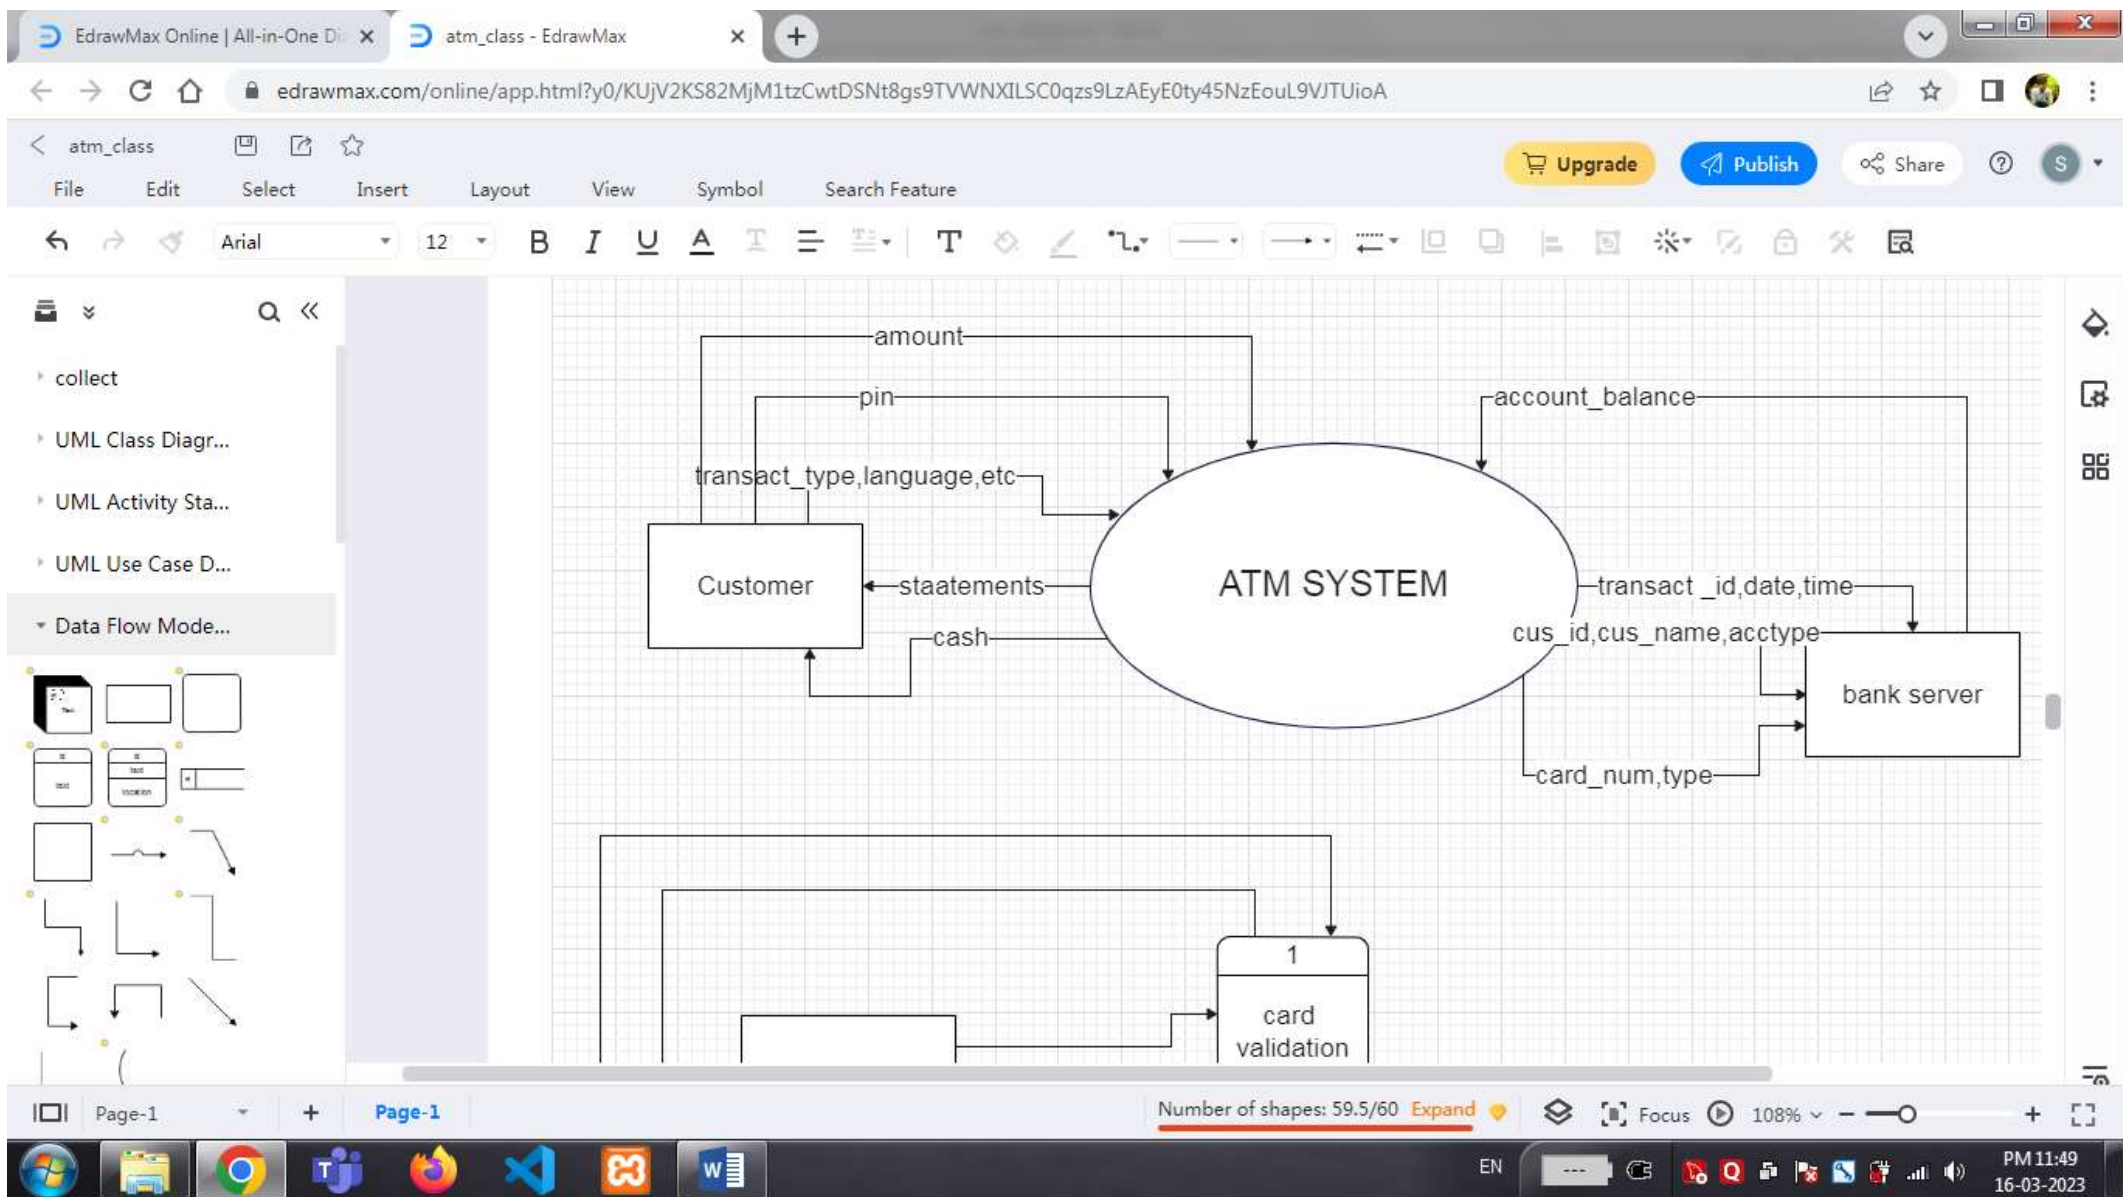 EdrawMax Online | All-in-One Di
atm_class - EdrawMax
edrawmax.com/online/app.html?y0/KUjV2KS82MjM1tzCwtDSNt8gs9TVWNXILSC0qzs9LzAEyE0ty45NzEouL9VJTUioA
atm_class
Upgrade
Publish
Share
S
File Edit Select Insert Layout View Symbol Search Feature
Arial 12 B I U A T
collect
UML Class Diagr...
UML Activity Sta...
UML Use Case D...
Data Flow Mode...
amount
pin
account_balance
transact_type,language,etc
Customer
staatements
ATM SYSTEM
transact _id,date,time
cash
cus_id,cus_name,acctype
bank server
card_num,type
1
card
validation
Page-1
Page-1
Number of shapes: 59.5/60 Expand
Focus
108%
EN
PM 11:49
16-03-2023